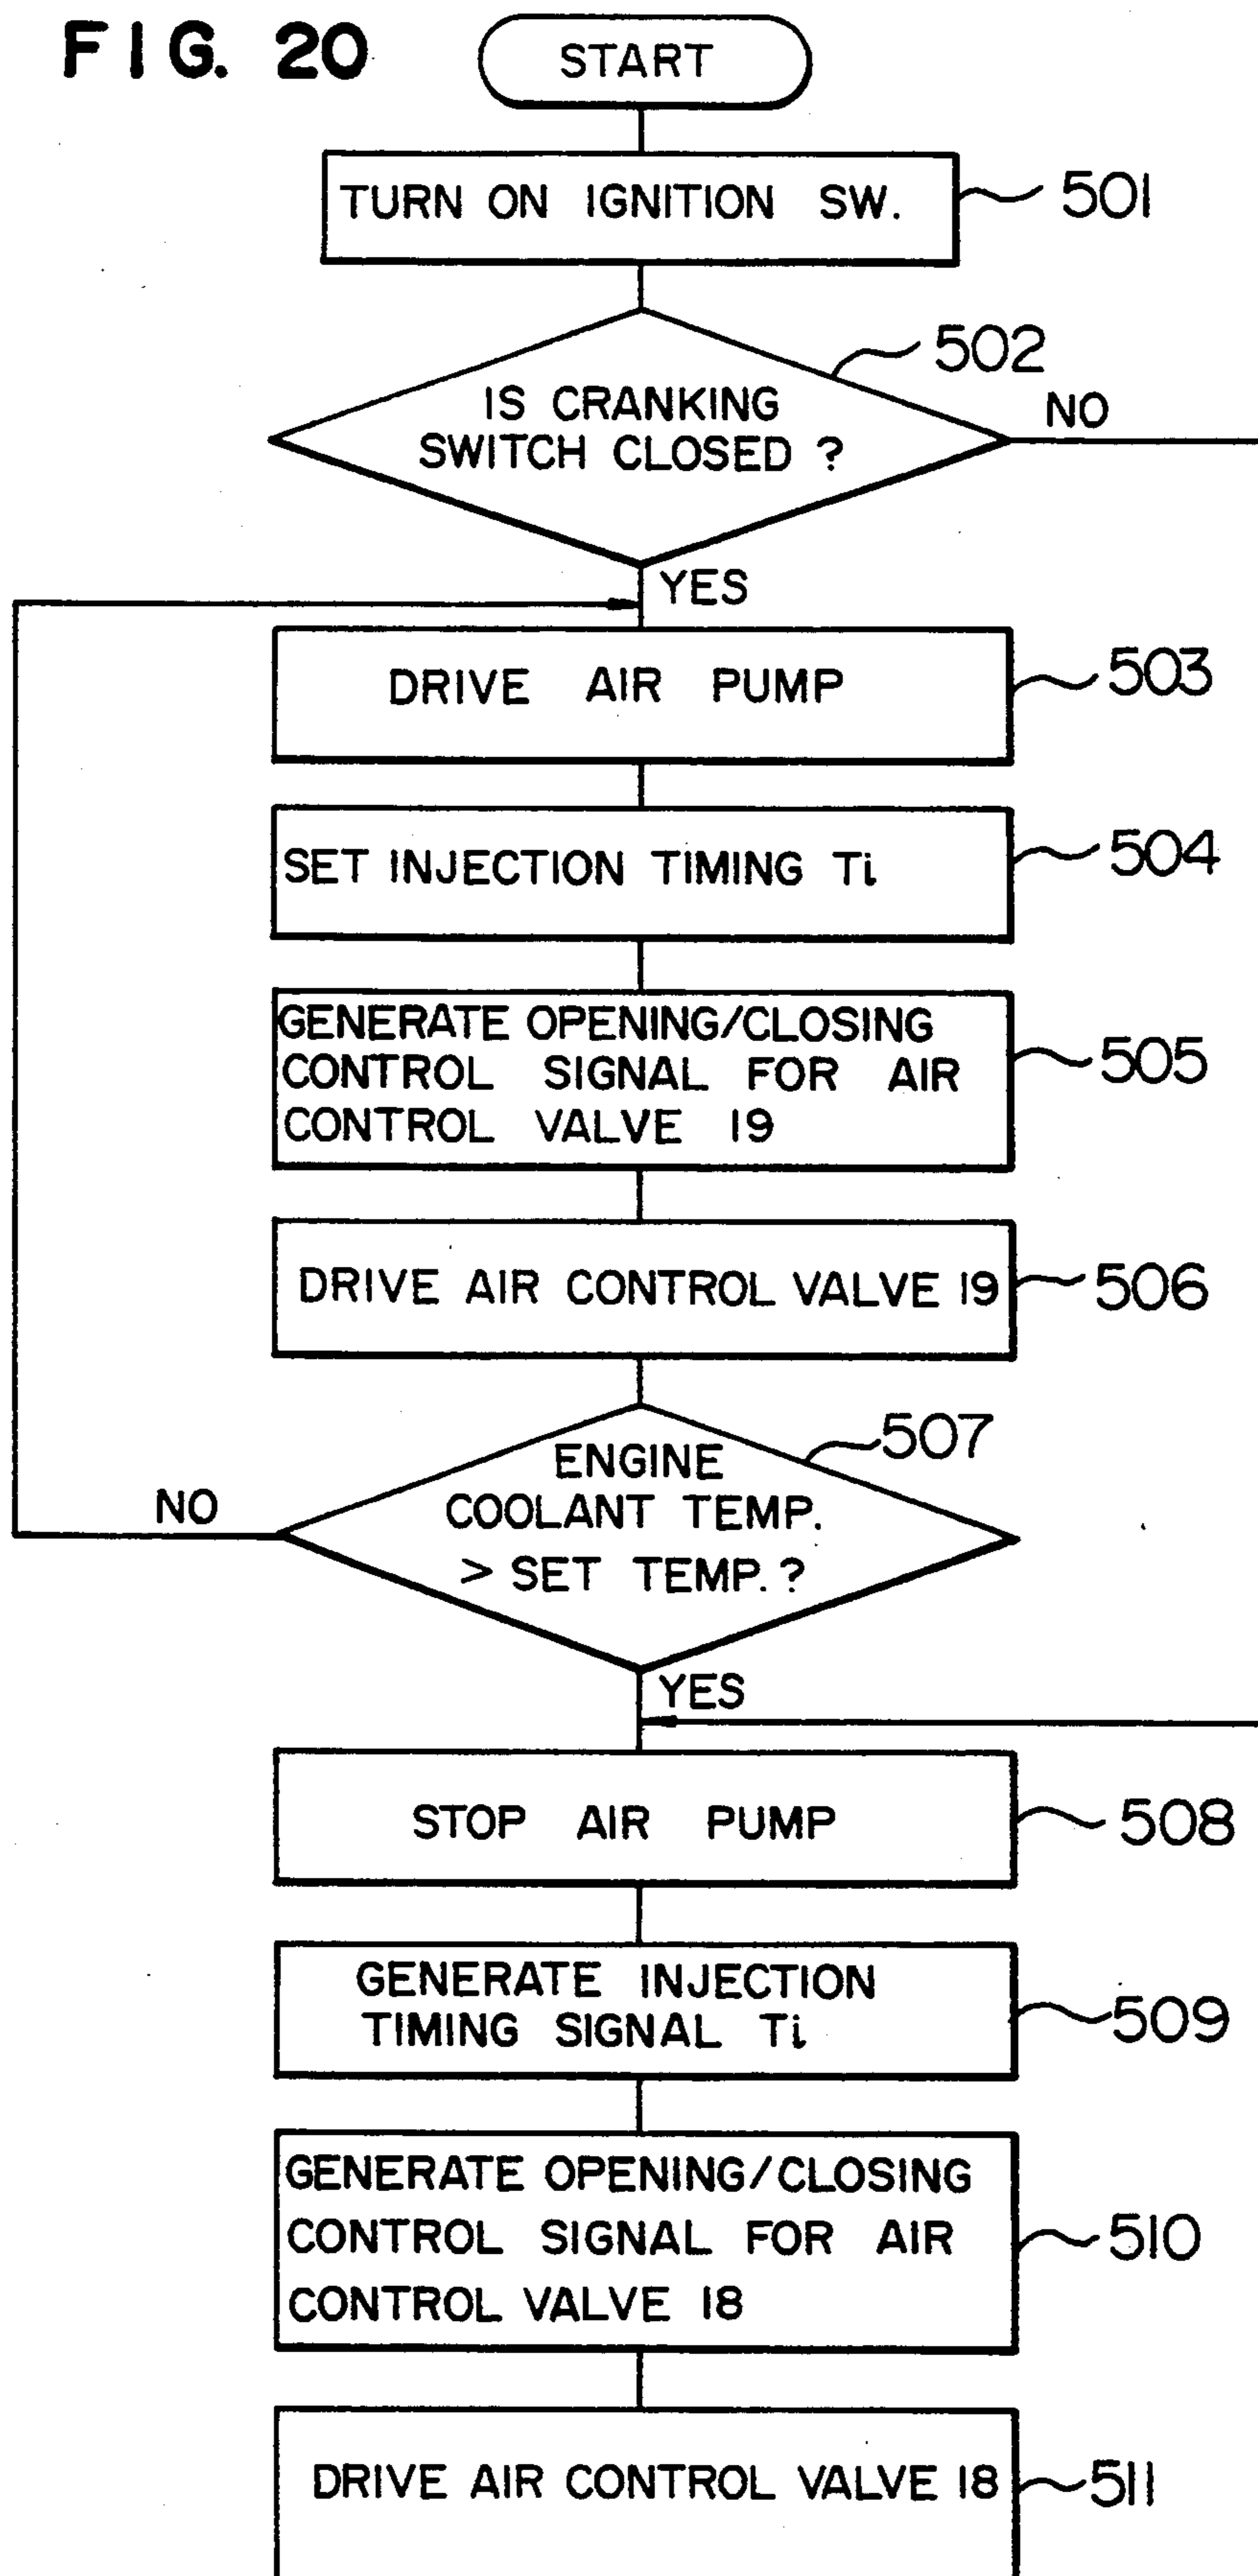 FIG. 20
START
TURN ON IGNITION SW.
501
502
IS CRANKING
SWITCH CLOSED ?
NO
YES
DRIVE AIR PUMP
503
SET INJECTION TIMING Ti
504
GENERATE OPENING/CLOSING
CONTROL SIGNAL FOR AIR
CONTROL VALVE 19
505
DRIVE AIR CONTROL VALVE 19
506
507
ENGINE
COOLANT TEMP.
> SET TEMP. ?
NO
YES
STOP AIR PUMP
508
GENERATE INJECTION
TIMING SIGNAL Ti
509
GENERATE OPENING/CLOSING
CONTROL SIGNAL FOR AIR
CONTROL VALVE 18
510
DRIVE AIR CONTROL VALVE 18
511